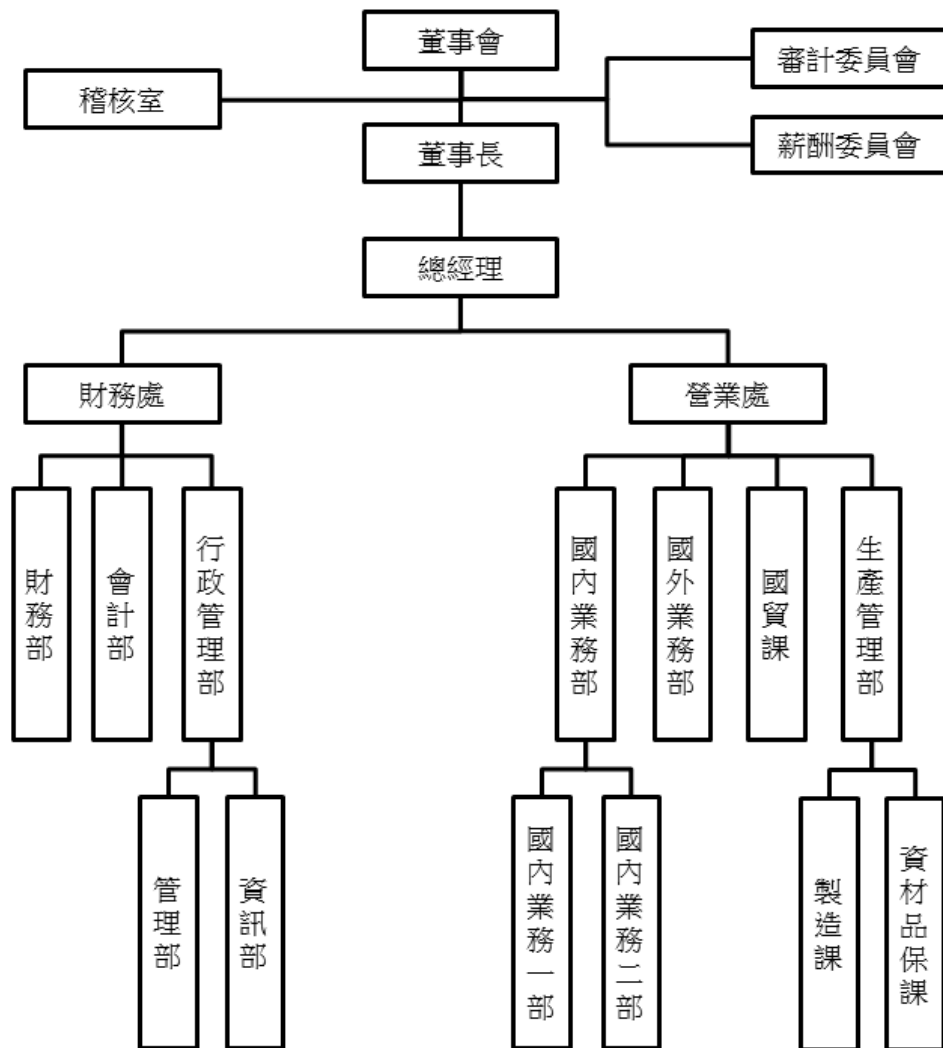 董事會
審計委員會
稽核室
薪酬委員會
董事長
總經理
財務處
營業處
財務部
會計部
行政管理部
國內業務部
國外業務部
國貿課
生產管理部
管理部
資訊部
國內業務一部
國內業務二部
製造課
資材品保課